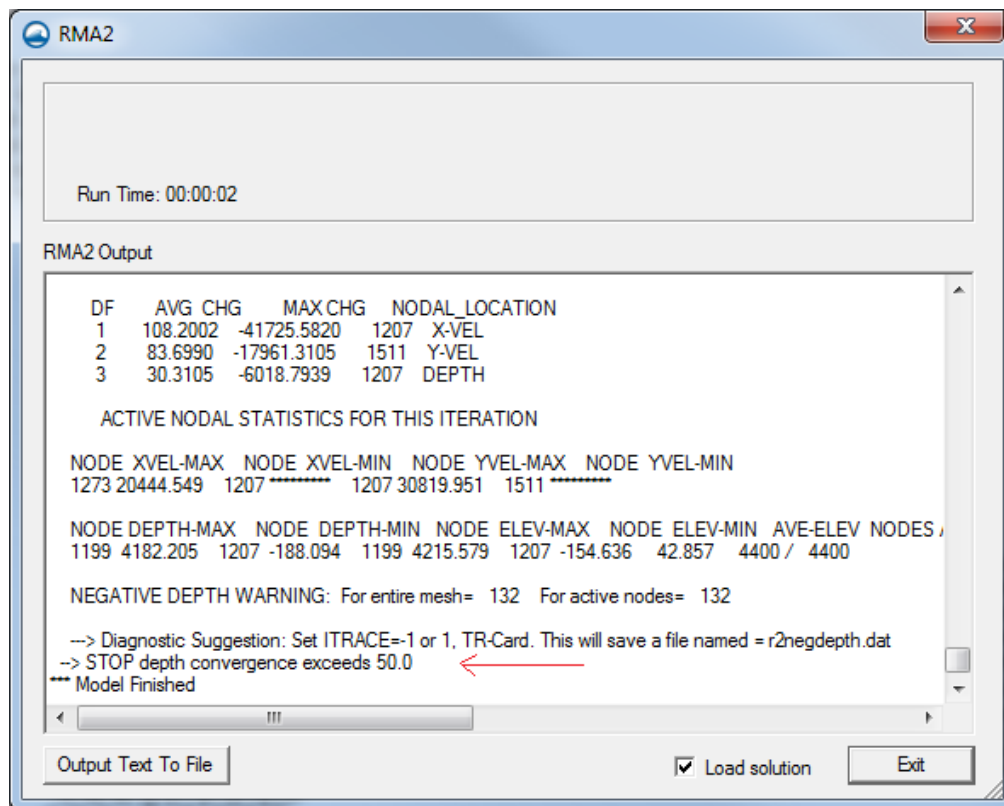 RMA2
Run Time: 00:00:02
RMA2 Output
DF AVG CHG MAX CHG NODAL_LOCATION
1 108.2002 -41725.5820 1207 X-VEL
2 83.6990 -17961.3105 1511 Y-VEL
3 30.3105 -6018.7939 1207 DEPTH
ACTIVE NODAL STATISTICS FOR THIS ITERATION
NODE XVEL-MAX NODE XVEL-MIN NODE YVEL-MAX NODE YVEL-MIN
1273 20444.549 1207 ********* 1207 30819.951 1511 *********
NODE DEPTH-MAX NODE DEPTH-MIN NODE ELEV-MAX NODE ELEV-MIN AVE-ELEV NODES
1199 4182.205 1207 -188.094 1199 4215.579 1207 -154.636 42.857 4400 / 4400
NEGATIVE DEPTH WARNING: For entire mesh= 132 For active nodes= 132
---> Diagnostic Suggestion: Set ITRACE=-1 or 1, TR-Card. This will save a file named = r2negdepth.dat
--> STOP depth convergence exceeds 50.0
*** Model Finished
Output Text To File
Load solution
Exit